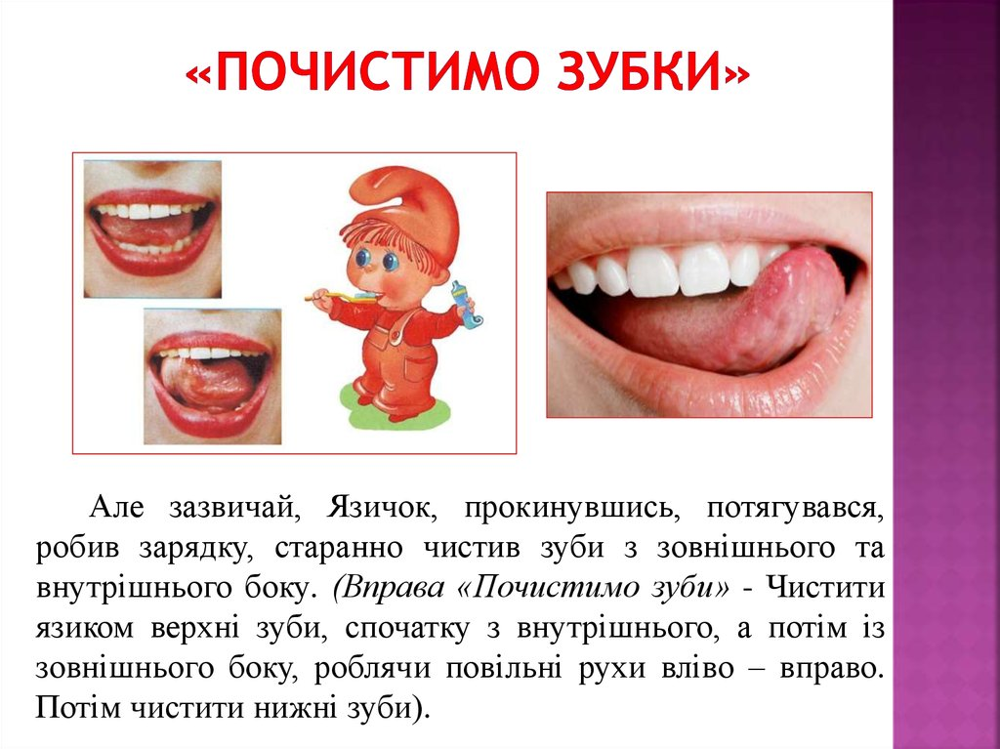 «ПОЧИСТИМО ЗУБКИ»
Але зазвичай, Язичок, прокинувшись, потягувався,
робив зарядку, старанно чистив зуби з зовнішнього та
внутрішнього боку. (Вправа «Почистимо зуби» - Чистити
язиком верхні зуби, спочатку з внутрішнього, а потім із
зовнішнього боку, роблячи повільні рухи вліво – вправо.
Потім чистити нижні зуби).